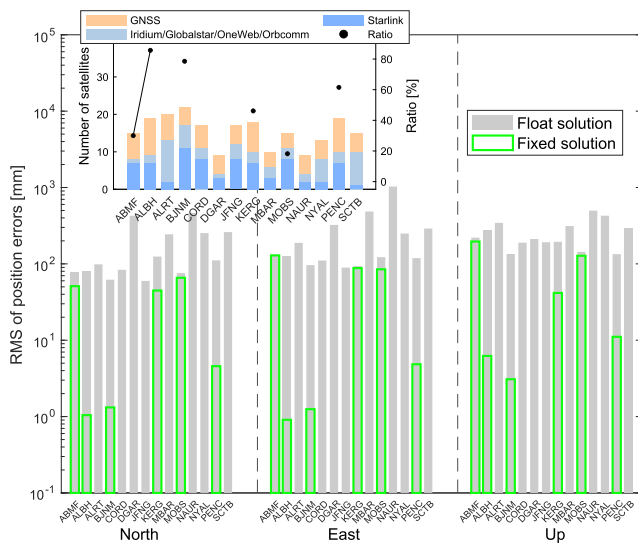 GNSS
Starlink
Iridium/Globalstar/OneWeb/Orbcomm
Ratio
Number of satellites
30
20
10
0
80
60
40
20
0
Ratio [%]
ABMF
ALBH
ALRT
BJNM
CORD
DGAR
JFNG
KERG
MBAR
MOBS
NAUR
NYAL
PENC
SCTB
Float solution
Fixed solution
RMS of position errors [mm]
10^5
10^4
10^3
10^2
10^1
10^0
10^-1
ABMF
ALBH
ALRT
BJNM
CORD
DGAR
JFNG
KERG
MBAR
MOBS
NAUR
NYAL
PENC
SCTB
ABMF
ALBH
ALRT
BJNM
CORD
DGAR
JFNG
KERG
MBAR
MOBS
NAUR
NYAL
PENC
SCTB
ABMF
ALBH
ALRT
BJNM
CORD
DGAR
JFNG
KERG
MBAR
MOBS
NAUR
NYAL
PENC
SCTB
North
East
Up